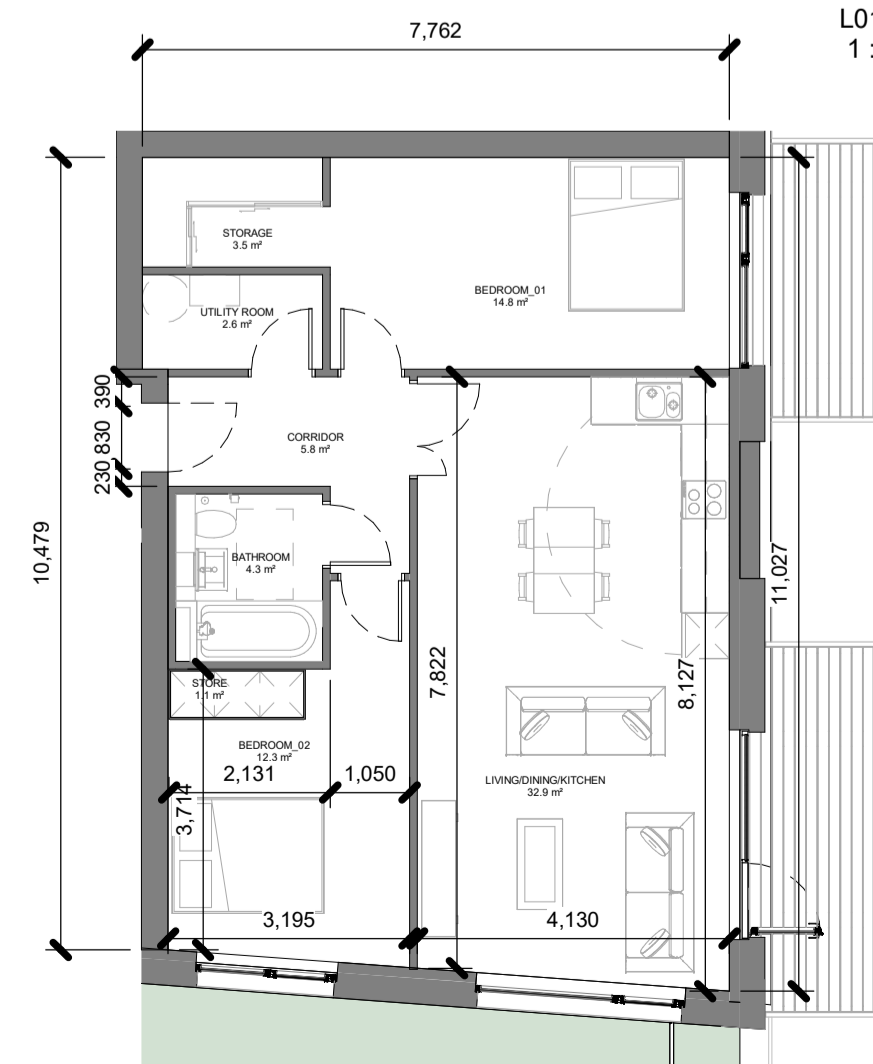 7,762
L01
1 :
STORAGE
3.5 m²
BEDROOM_01
14.8 m²
UTILITY ROOM
2.6 m²
390
830
230
CORRIDOR
5.8 m²
10,479
BATHROOM
4.3 m²
11,027
7,822
8,127
STORE
1.1 m²
BEDROOM_02
12.3 m²
2,131
1,050
3,714
LIVING/DINING/KITCHEN
32.9 m²
3,195
4,130